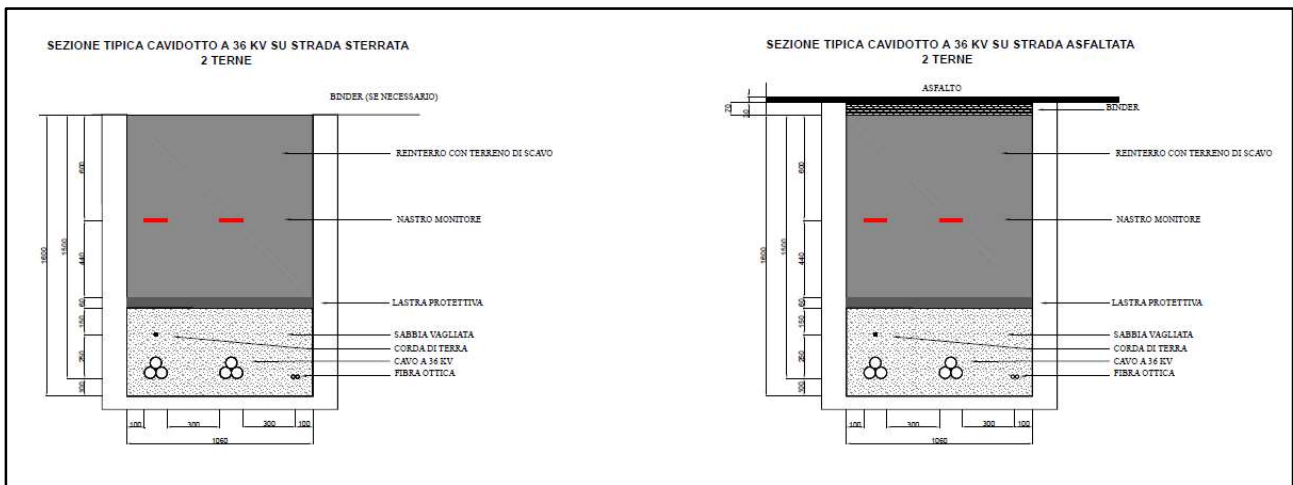 SEZIONE TIPICA CAVIDOTTO A 36 KV SU STRADA STERRATA
2 TERNE
BINDER (SE NECESSARIO)
REINTERRO CON TERRENO DI SCAVO
NASTRO MONITORE
LASTRA PROTETTIVA
SABBIA VAGLIATA
CORDA DI TERRA
CAVO A 36 KV
FIBRA OTTICA
1600
1500
600
440
60
150
250
100
100
300
300
100
1060
SEZIONE TIPICA CAVIDOTTO A 36 KV SU STRADA ASFALTATA
2 TERNE
ASFALTO
BINDER
REINTERRO CON TERRENO DI SCAVO
NASTRO MONITORE
LASTRA PROTETTIVA
SABBIA VAGLIATA
CORDA DI TERRA
CAVO A 36 KV
FIBRA OTTICA
70
1600
1500
600
440
60
150
250
100
100
300
300
100
1060